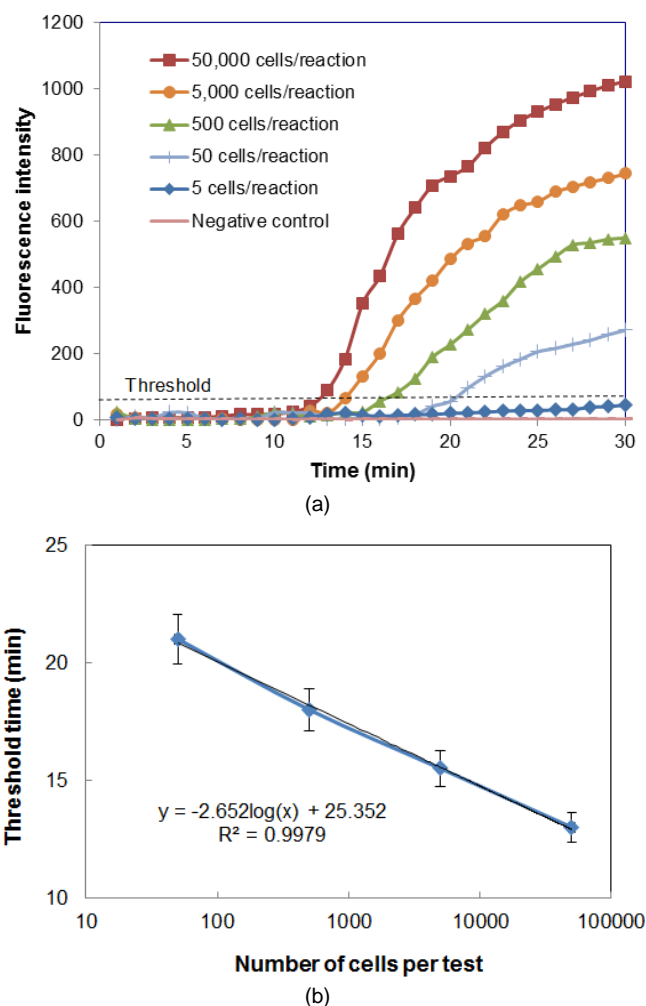 1200
1000
800
600
400
200
0
Fluorescence intensity
50,000 cells/reaction
5,000 cells/reaction
500 cells/reaction
50 cells/reaction
5 cells/reaction
Negative control
Threshold
0 5 10 15 20 25 30
Time (min)
(a)
25
20
15
10
Threshold time (min)
y = -2.652log(x) + 25.352
R² = 0.9979
10 100 1000 10000 100000
Number of cells per test
(b)